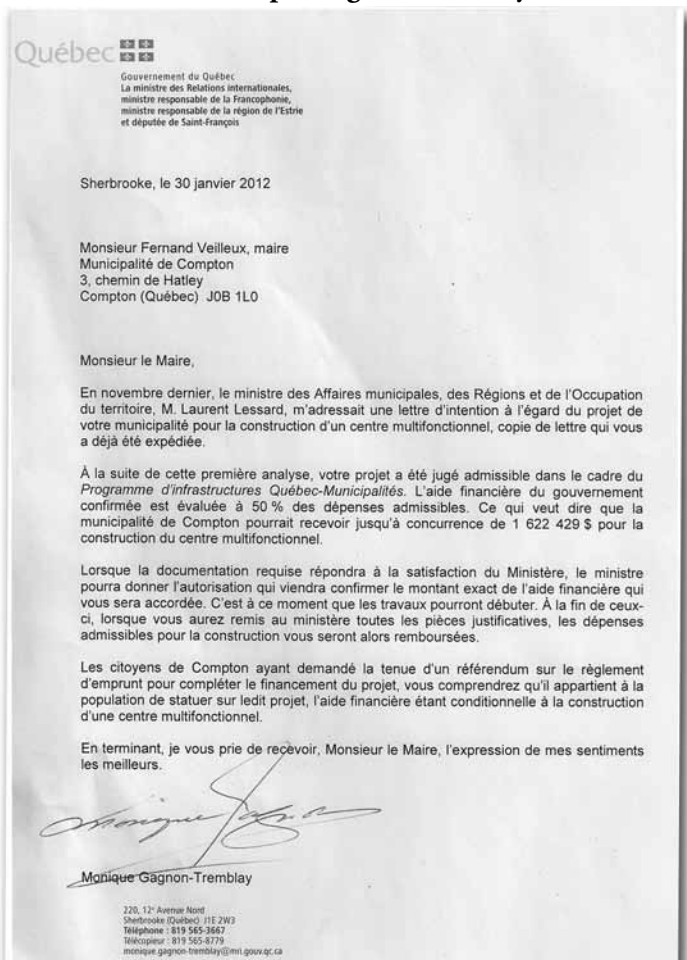 Québec
Gouvernement du Québec
La ministre des Relations internationales,
ministre responsable de la Francophonie,
ministre responsable de la région de l'Estrie
et députée de Saint-François
Sherbrooke, le 30 janvier 2012
Monsieur Fernand Veilleux, maire
Municipalité de Compton
3, chemin de Hatley
Compton (Québec) J0B 1L0
Monsieur le Maire,
En novembre dernier, le ministre des Affaires municipales, des Régions et de l'Occupation
du territoire, M. Laurent Lessard, m'adressait une lettre d'intention à l'égard du projet de
votre municipalité pour la construction d'un centre multifonctionnel, copie de lettre qui vous
a déjà été expédiée.
À la suite de cette première analyse, votre projet a été jugé admissible dans le cadre du
Programme d'infrastructures Québec-Municipalités. L'aide financière du gouvernement
confirmée est évaluée à 50 % des dépenses admissibles. Ce qui veut dire que la
municipalité de Compton pourrait recevoir jusqu'à concurrence de 1 622 429 $ pour la
construction du centre multifonctionnel.
Lorsque la documentation requise répondra à la satisfaction du Ministère, le ministre
pourra donner l'autorisation qui viendra confirmer le montant exact de l'aide financière qui
vous sera accordée. C'est à ce moment que les travaux pourront débuter. À la fin de ceux-
ci, lorsque vous aurez remis au ministère toutes les pièces justificatives, les dépenses
admissibles pour la construction vous seront alors remboursées.
Les citoyens de Compton ayant demandé la tenue d'un référendum sur le règlement
d'emprunt pour compléter le financement du projet, vous comprendrez qu'il appartient à la
population de statuer sur ledit projet, l'aide financière étant conditionnelle à la construction
d'une centre multifonctionnel.
En terminant, je vous prie de recevoir, Monsieur le Maire, l'expression de mes sentiments
les meilleurs.
Monique Gagnon-Tremblay
220, 12e Avenue Nord
Sherbrooke (Québec) J1E 2W3
Téléphone : 819 565-3667
Télécopieur : 819 565-8779
monique.gagnon-tremblay@mri.gouv.qc.ca